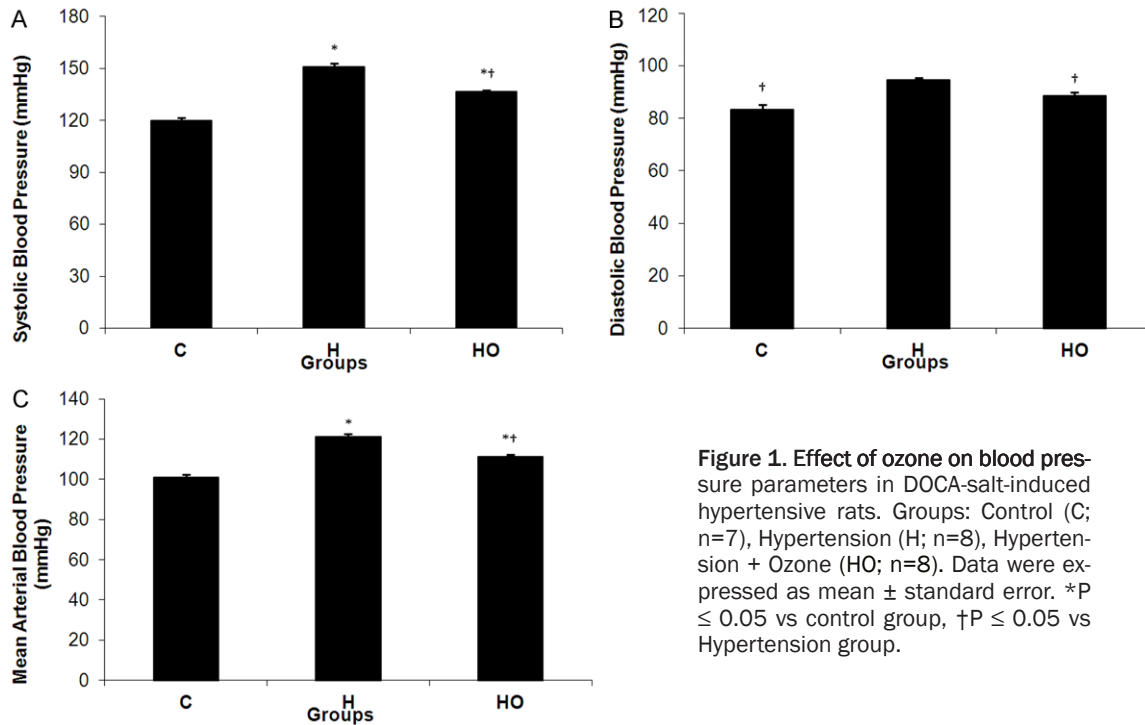 A
Systolic Blood Pressure (mmHg)
180
150
120
90
60
30
0
*
*†
C
H
HO
Groups
B
Diastolic Blood Pressure (mmHg)
120
100
80
60
40
20
0
†
†
C
H
HO
Groups
C
Mean Arterial Blood Pressure
(mmHg)
140
120
100
80
60
40
20
0
*
*†
C
H
HO
Groups
Figure 1. Effect of ozone on blood pres-
sure parameters in DOCA-salt-induced
hypertensive rats. Groups: Control (C;
n=7), Hypertension (H; n=8), Hyperten-
sion + Ozone (HO; n=8). Data were ex-
pressed as mean ± standard error. *P
≤ 0.05 vs control group, †P ≤ 0.05 vs
Hypertension group.